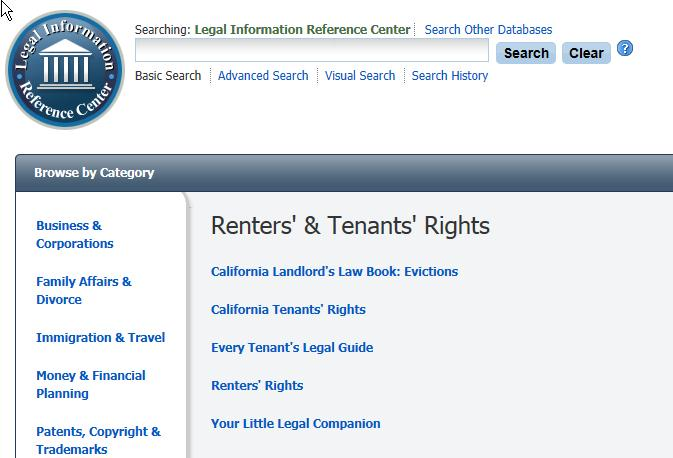 Legal Information
Reference Center
Searching: Legal Information Reference Center Search Other Databases
Search Clear ?
Basic Search Advanced Search Visual Search Search History
Browse by Category
Business &
Corporations
Family Affairs &
Divorce
Immigration & Travel
Money & Financial
Planning
Patents, Copyright &
Trademarks
Renters' & Tenants' Rights
California Landlord's Law Book: Evictions
California Tenants' Rights
Every Tenant's Legal Guide
Renters' Rights
Your Little Legal Companion